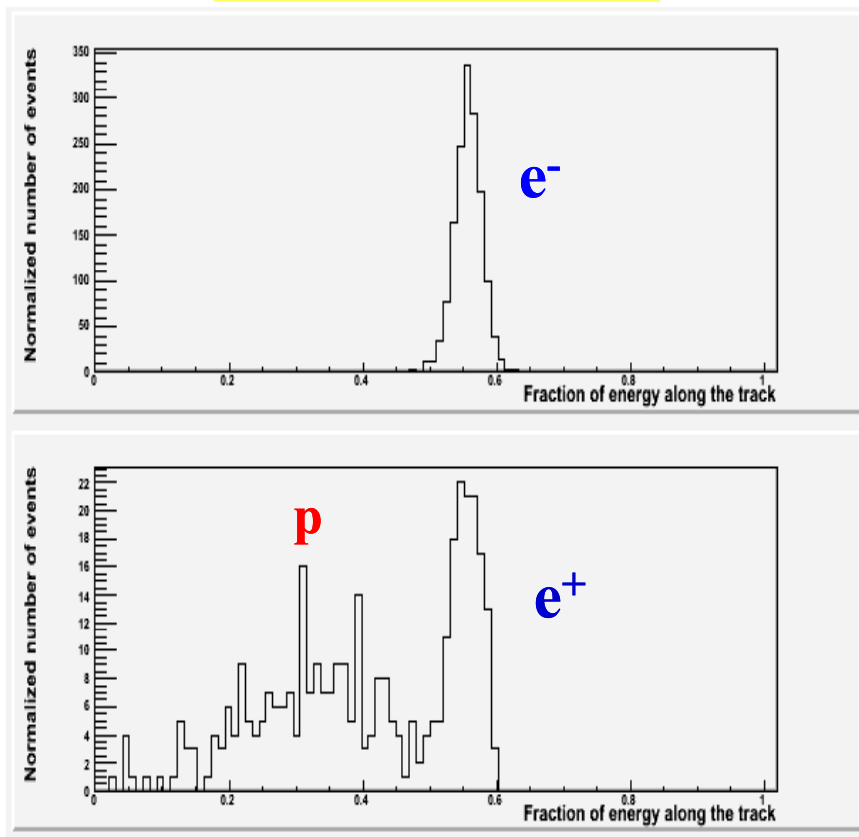 Normalized number of events
350
300
250
200
150
100
50
0
e-
0 0.2 0.4 0.6 0.8 1
Fraction of energy along the track
Normalized number of events
22
20
18
16
14
12
10
8
6
4
2
0
p
e+
0 0.2 0.4 0.6 0.8 1
Fraction of energy along the track